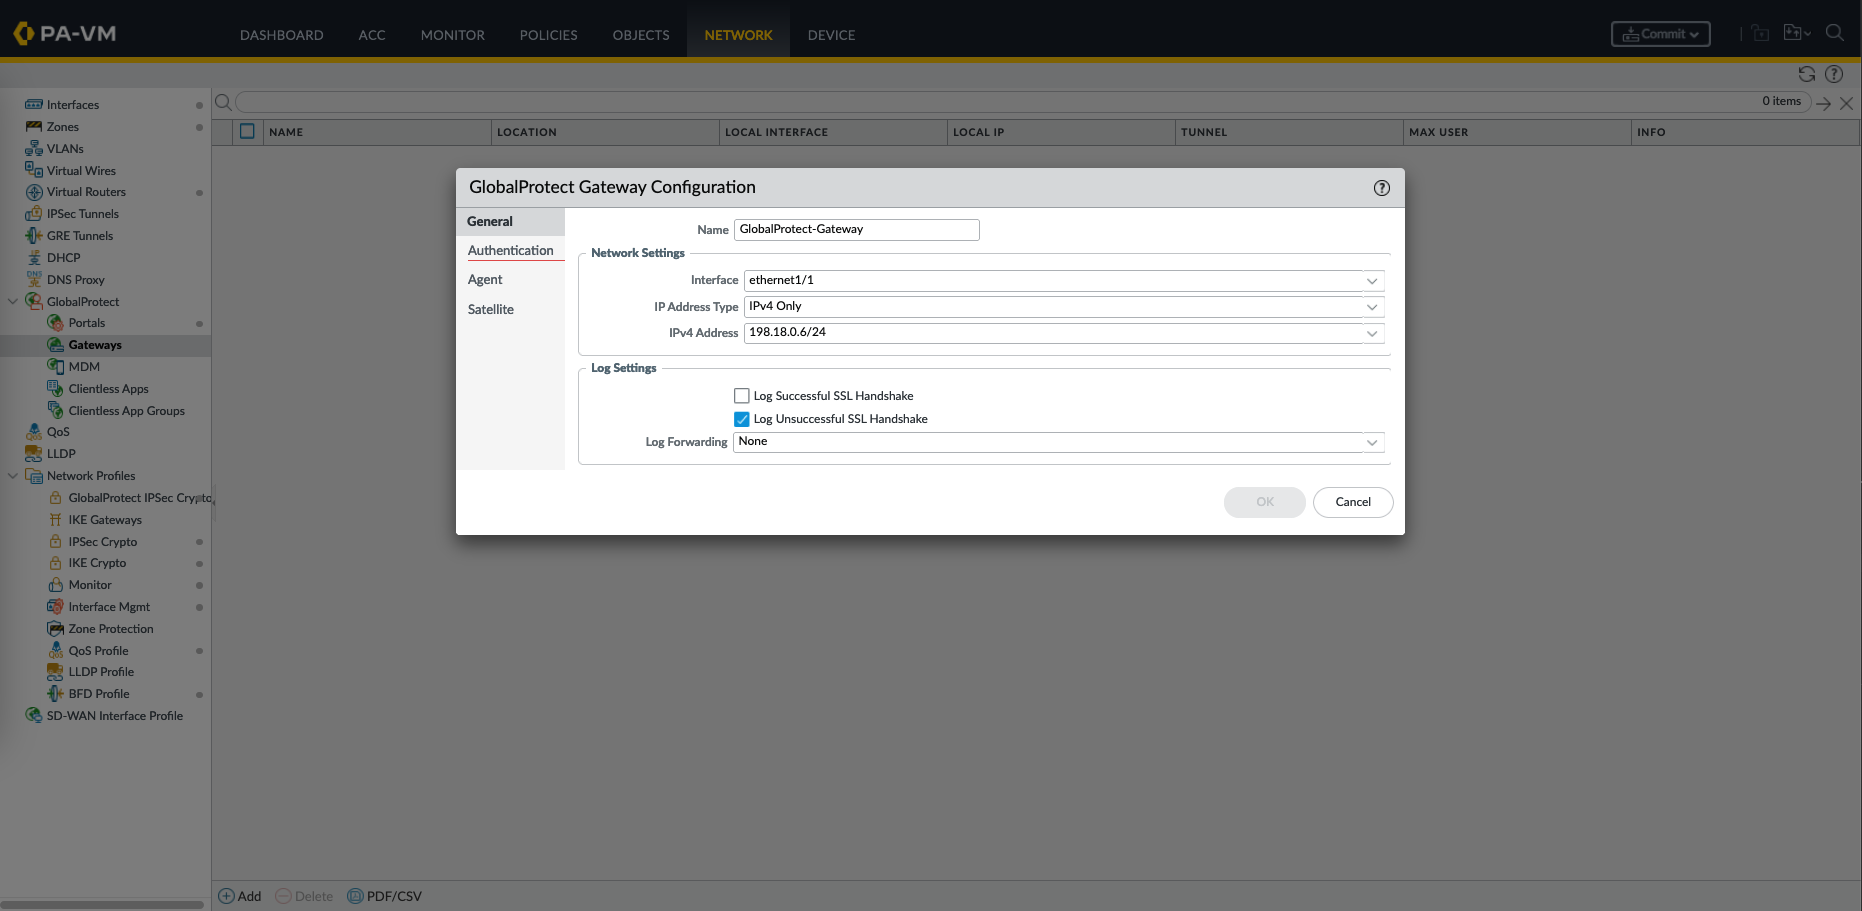 PA-VM
DASHBOARD ACC MONITOR POLICIES OBJECTS NETWORK DEVICE
Commit
0 items
NAME LOCATION LOCAL INTERFACE LOCAL IP TUNNEL MAX USER INFO
Interfaces
Zones
VLANs
Virtual Wires
Virtual Routers
IPSec Tunnels
GRE Tunnels
DHCP
DNS Proxy
GlobalProtect
Portals
Gateways
MDM
Clientless Apps
Clientless App Groups
QoS
LLDP
Network Profiles
GlobalProtect IPSec Crypto
IKE Gateways
IPSec Crypto
IKE Crypto
Monitor
Interface Mgmt
Zone Protection
QoS Profile
LLDP Profile
BFD Profile
SD-WAN Interface Profile
GlobalProtect Gateway Configuration
General
Authentication
Agent
Satellite
Name GlobalProtect-Gateway
Network Settings
Interface ethernet1/1
IP Address Type IPv4 Only
IPv4 Address 198.18.0.6/24
Log Settings
Log Successful SSL Handshake
Log Unsuccessful SSL Handshake
Log Forwarding None
OK Cancel
Add Delete PDF/CSV